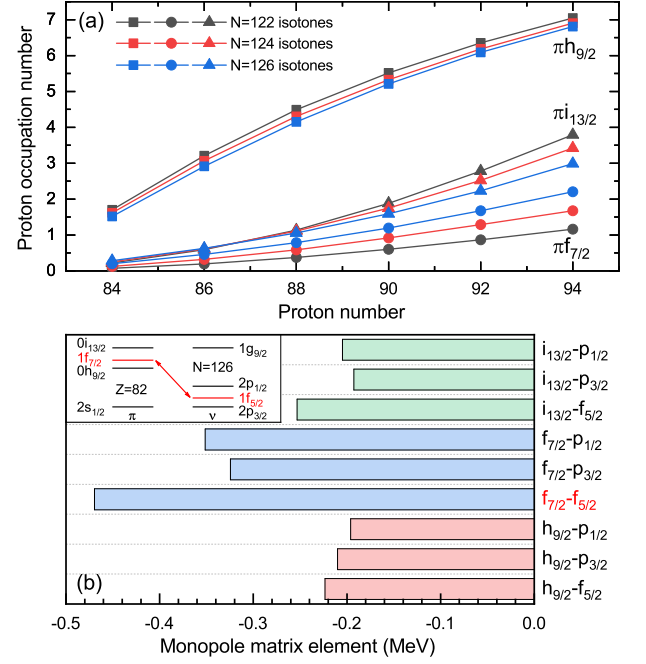 (a)
N=122 isotones
N=124 isotones
N=126 isotones
πh9/2
πi13/2
πf7/2
Proton occupation number
7
6
5
4
3
2
1
0
84 86 88 90 92 94
Proton number
0i13/2
1f7/2
0h9/2
Z=82
2s1/2
π
1g9/2
N=126
2p1/2
1f5/2
2p3/2
ν
i13/2-p1/2
i13/2-p3/2
i13/2-f5/2
f7/2-p1/2
f7/2-p3/2
f7/2-f5/2
h9/2-p1/2
h9/2-p3/2
h9/2-f5/2
(b)
-0.5 -0.4 -0.3 -0.2 -0.1 0.0
Monopole matrix element (MeV)